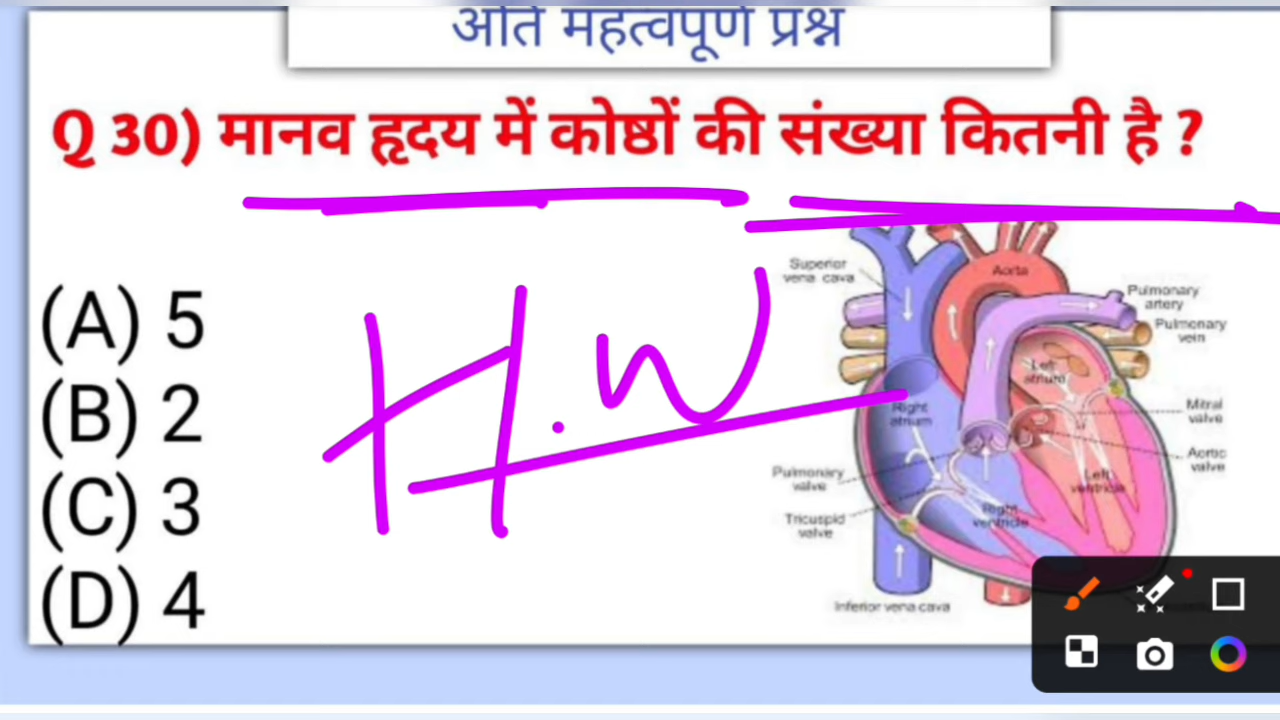 अति महत्वपूर्ण प्रश्न
Q 30) मानव हृदय में कोष्ठों की संख्या कितनी है ?
(A) 5
(B) 2
(C) 3
(D) 4
H.W
Superior vena cava
Aorta
Pulmonary artery
Pulmonary vein
Left atrium
Mitral valve
Right atrium
Aortic valve
Pulmonary valve
Left ventricle
Tricuspid valve
Right ventricle
Inferior vena cava